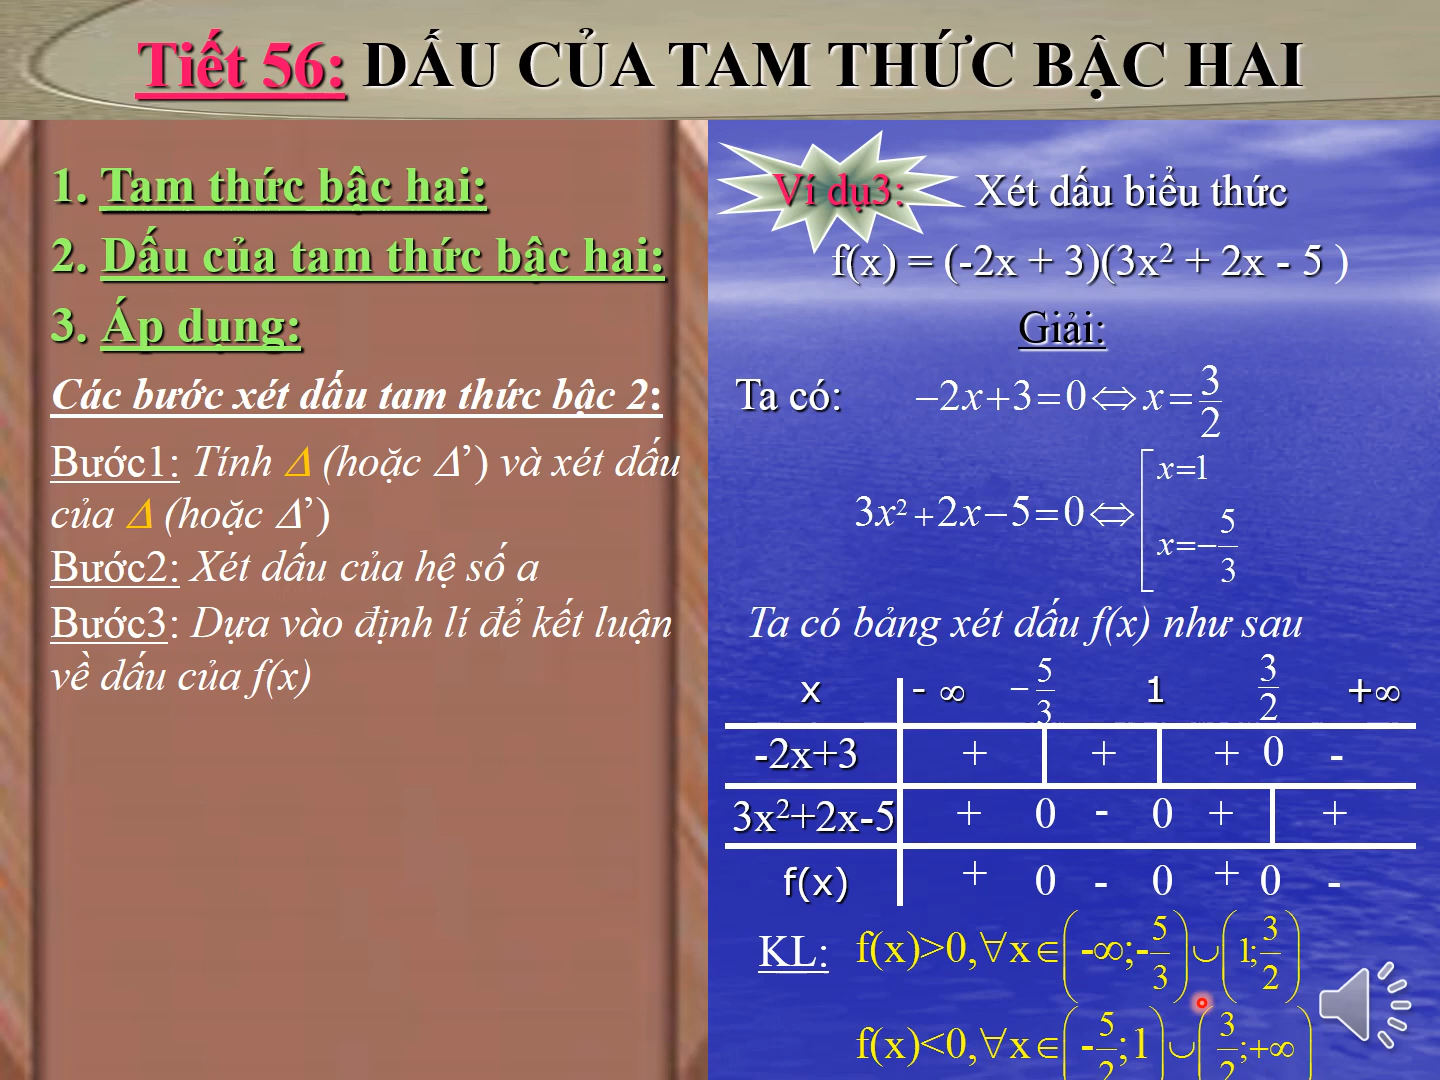 Tiết 56: DẤU CỦA TAM THỨC BẬC HAI
1. Tam thức bậc hai:
2. Dấu của tam thức bậc hai:
3. Áp dụng:
Các bước xét dấu tam thức bậc 2:
Bước1: Tính Δ (hoặc Δ’) và xét dấu
của Δ (hoặc Δ’)
Bước2: Xét dấu của hệ số a
Bước3: Dựa vào định lí để kết luận
về dấu của f(x)
Ví dụ3: Xét dấu biểu thức
f(x) = (-2x + 3)(3x² + 2x - 5 )
Giải:
Ta có: −2x+3=0⇔x=3/2
3x²+2x−5=0⇔[x=1
x=−5/3
Ta có bảng xét dấu f(x) như sau
x -∞ −5/3 1 3/2 +∞
-2x+3 + | + | + 0 -
3x²+2x-5 + 0 - 0 + | +
f(x) + 0 - 0 + 0 -
KL: f(x)>0,∀x∈(-∞;-5/3)∪(1;3/2)
f(x)<0,∀x∈(-5/2;1)∪(3/2;+∞)